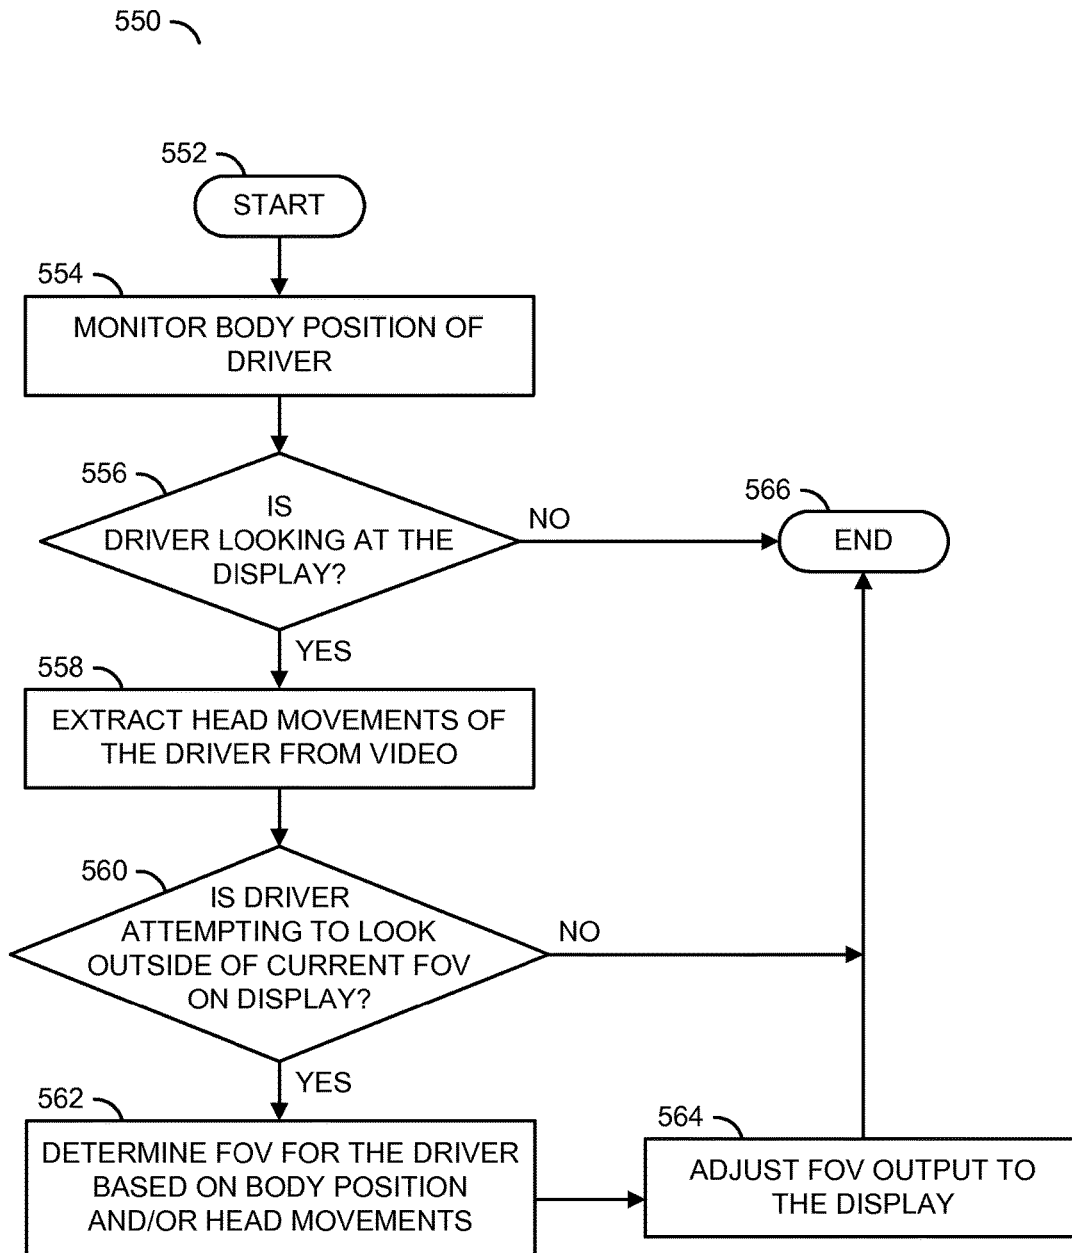 550
552
START
554
MONITOR BODY POSITION OF
DRIVER
556
IS
DRIVER LOOKING AT THE
DISPLAY?
NO
566
END
YES
558
EXTRACT HEAD MOVEMENTS OF
THE DRIVER FROM VIDEO
560
IS DRIVER
ATTEMPTING TO LOOK
OUTSIDE OF CURRENT FOV
ON DISPLAY?
NO
YES
562
DETERMINE FOV FOR THE DRIVER
BASED ON BODY POSITION
AND/OR HEAD MOVEMENTS
564
ADJUST FOV OUTPUT TO
THE DISPLAY